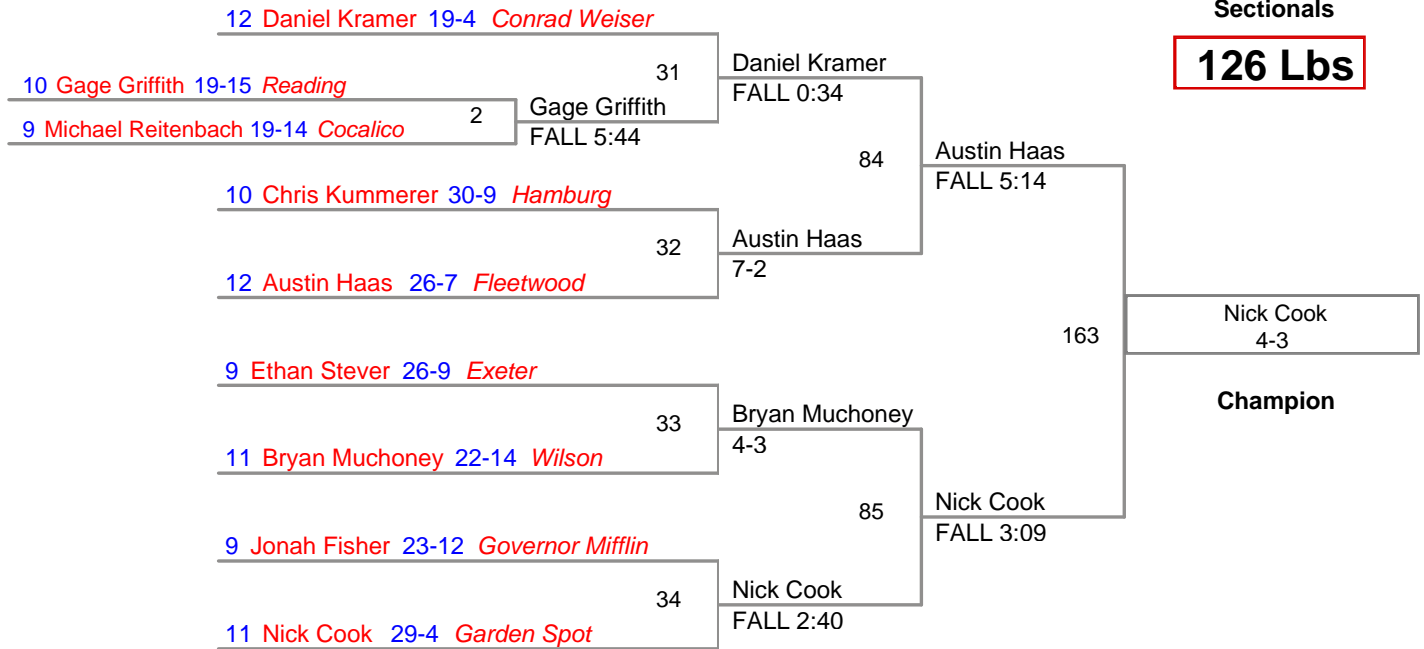 Sectionals
126 Lbs
12 Daniel Kramer 19-4 Conrad Weiser
31
Daniel Kramer
FALL 0:34
10 Gage Griffith 19-15 Reading
2
Gage Griffith
FALL 5:44
9 Michael Reitenbach 19-14 Cocalico
84
Austin Haas
FALL 5:14
10 Chris Kummerer 30-9 Hamburg
32
Austin Haas
7-2
12 Austin Haas 26-7 Fleetwood
163
Nick Cook
4-3
Champion
9 Ethan Stever 26-9 Exeter
33
Bryan Muchoney
4-3
11 Bryan Muchoney 22-14 Wilson
85
Nick Cook
FALL 3:09
9 Jonah Fisher 23-12 Governor Mifflin
34
Nick Cook
FALL 2:40
11 Nick Cook 29-4 Garden Spot